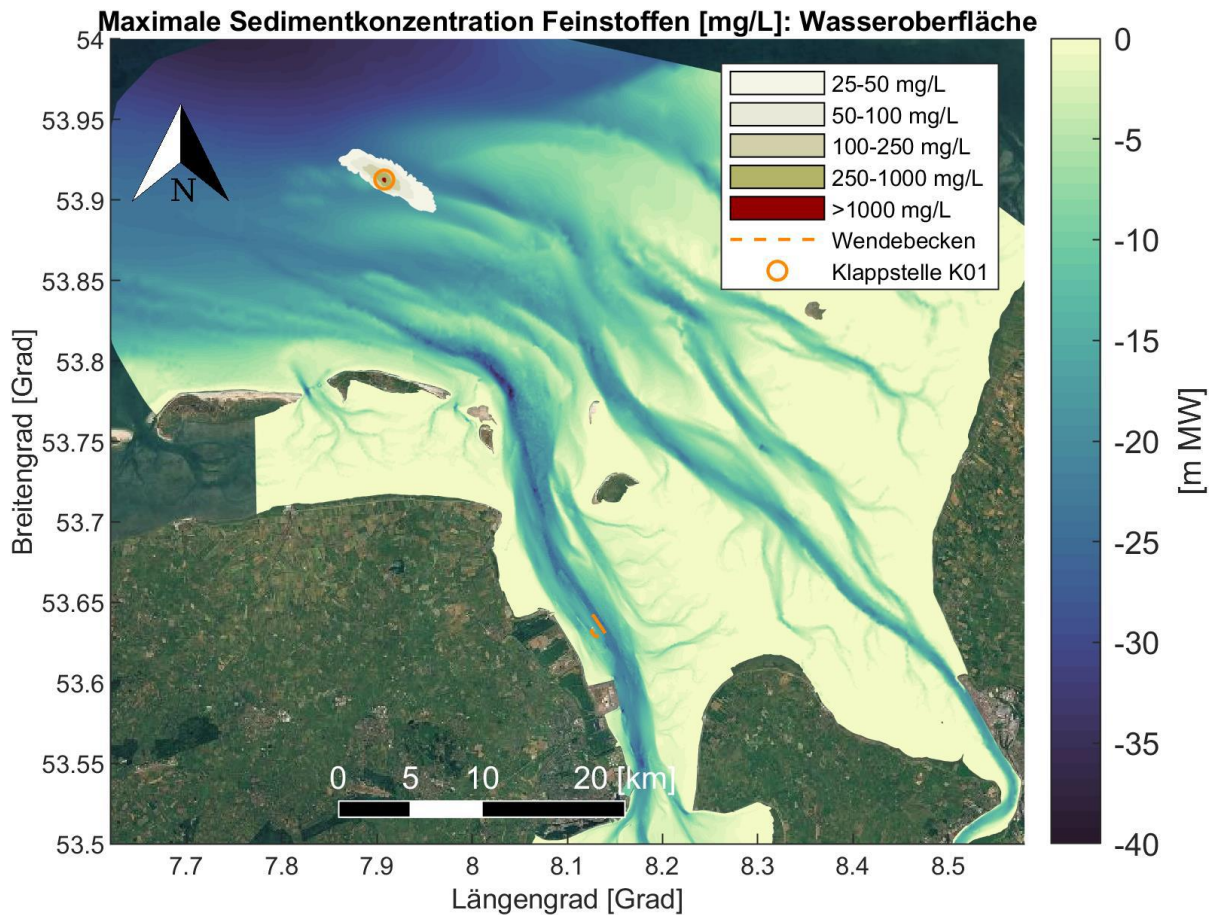 Maximale Sedimentkonzentration Feinstoffen [mg/L]: Wasseroberfläche
54
53.95
53.9
53.85
53.8
53.75
53.7
53.65
53.6
53.55
53.5
Breitengrad [Grad]
N
25-50 mg/L
50-100 mg/L
100-250 mg/L
250-1000 mg/L
>1000 mg/L
Wendebecken
Klappstelle K01
0 5 10 20 [km]
7.7 7.8 7.9 8 8.1 8.2 8.3 8.4 8.5
Längengrad [Grad]
0
-5
-10
-15
-20
-25
-30
-35
-40
[m MW]